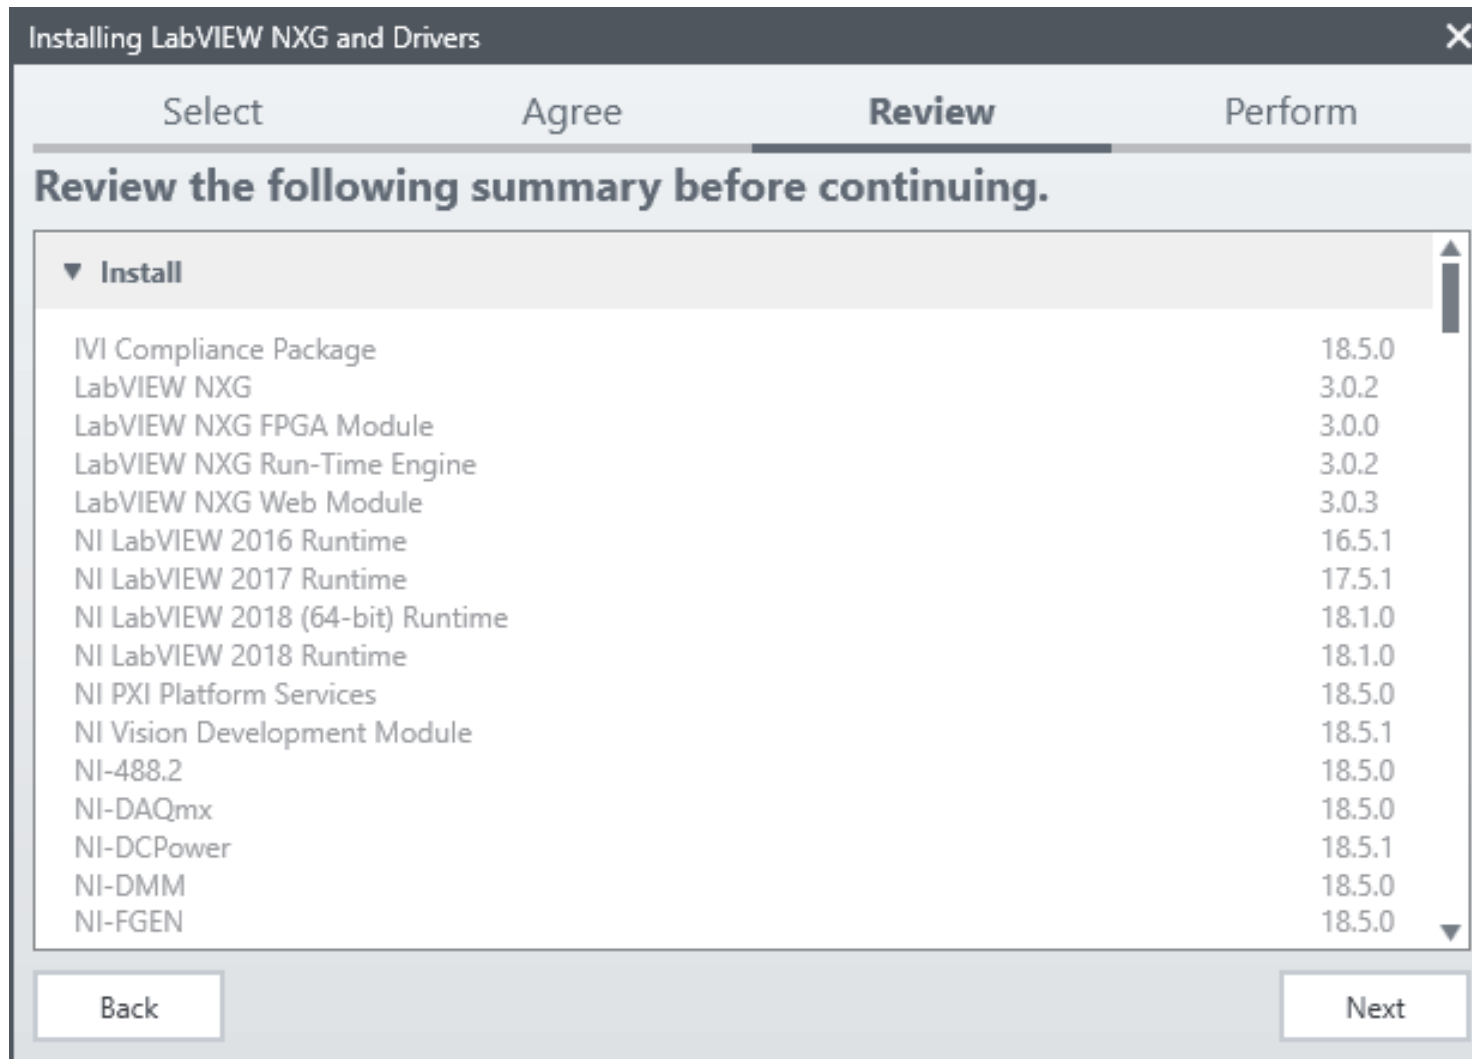 Installing LabVIEW NXG and Drivers
Select Agree Review Perform
Review the following summary before continuing.
Install
IVI Compliance Package 18.5.0
LabVIEW NXG 3.0.2
LabVIEW NXG FPGA Module 3.0.0
LabVIEW NXG Run-Time Engine 3.0.2
LabVIEW NXG Web Module 3.0.3
NI LabVIEW 2016 Runtime 16.5.1
NI LabVIEW 2017 Runtime 17.5.1
NI LabVIEW 2018 (64-bit) Runtime 18.1.0
NI LabVIEW 2018 Runtime 18.1.0
NI PXI Platform Services 18.5.0
NI Vision Development Module 18.5.1
NI-488.2 18.5.0
NI-DAQmx 18.5.0
NI-DCPower 18.5.1
NI-DMM 18.5.0
NI-FGEN 18.5.0
Back Next